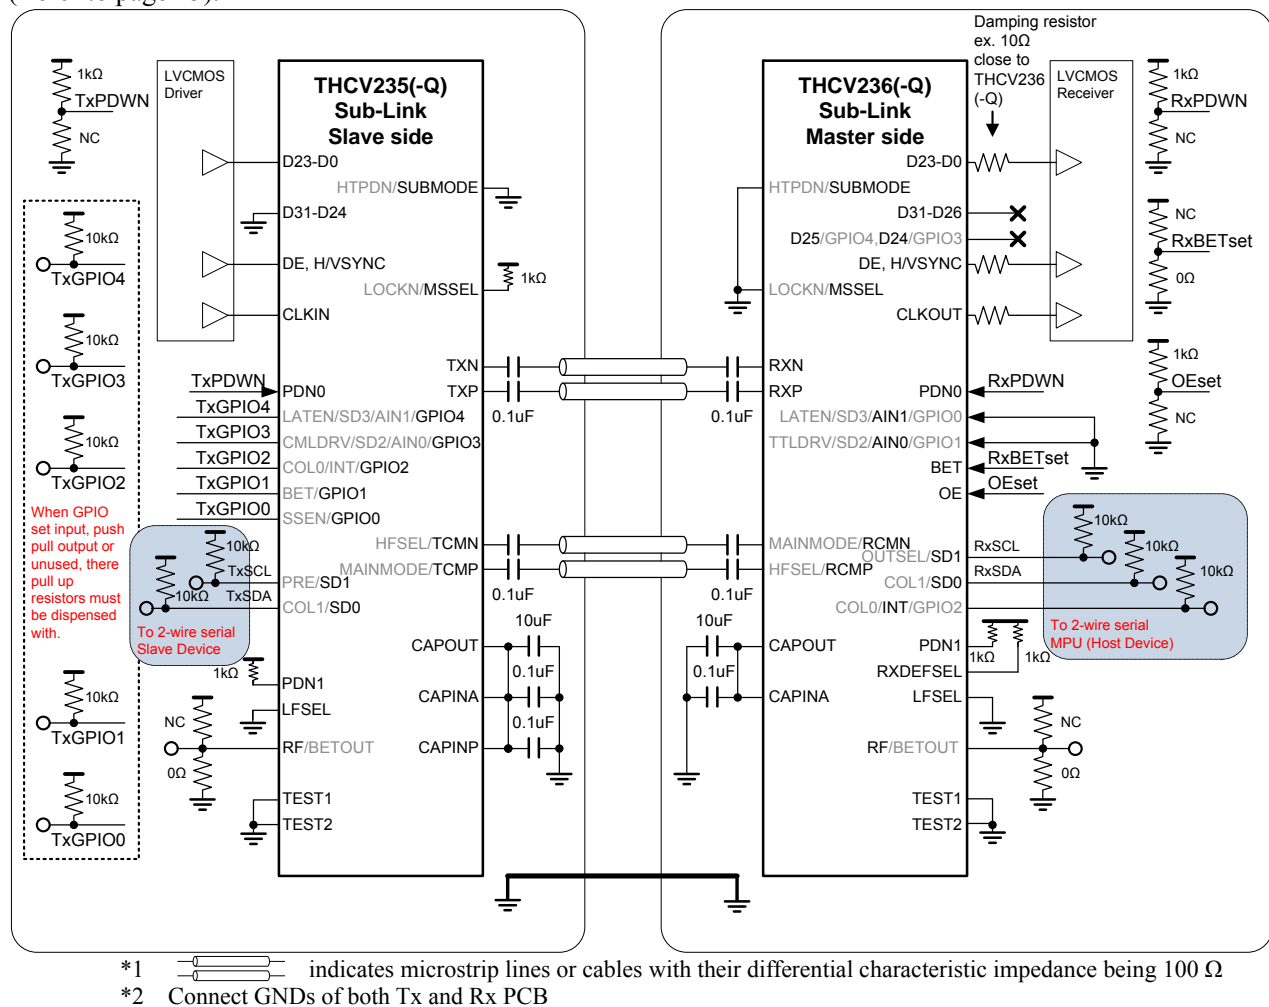 1kΩ
TxPDWN
NC
LVCMOS
Driver
THCV235(-Q)
Sub-Link
Slave side
D23-D0
HTPDN/SUBMODE
D31-D24
DE, H/VSYNC
LOCKN/MSSEL
1kΩ
CLKIN
TXN
TXP
0.1uF
TxPDWN
PDN0
TxGPIO4
LATEN/SD3/AIN1/GPIO4
TxGPIO3
CMLDRV/SD2/AIN0/GPIO3
TxGPIO2
COL0/INT/GPIO2
TxGPIO1
BET/GPIO1
TxGPIO0
SSEN/GPIO0
HFSEL/TCMN
MAINMODE/TCMP
0.1uF
TxSCL
PRE/SD1
TxSDA
COL1/SD0
10kΩ
10kΩ
To 2-wire serial
Slave Device
10kΩ
TxGPIO4
10kΩ
TxGPIO3
10kΩ
TxGPIO2
When GPIO
set input, push
pull output or
unused, there
pull up
resistors must
be dispensed
with.
10kΩ
TxGPIO1
10kΩ
TxGPIO0
1kΩ
PDN1
LFSEL
NC
RF/BETOUT
0Ω
TEST1
TEST2
CAPOUT
10uF
0.1uF
CAPINA
0.1uF
CAPINP
THCV236(-Q)
Sub-Link
Master side
Damping resistor
ex. 10Ω
close to
THCV236
(-Q)
LVCMOS
Receiver
D23-D0
HTPDN/SUBMODE
D31-D26
D25/GPIO4,D24/GPIO3
DE, H/VSYNC
LOCKN/MSSEL
CLKOUT
RXN
RXP
0.1uF
PDN0
RxPDWN
LATEN/SD3/AIN1/GPIO0
TTLDRV/SD2/AIN0/GPIO1
BET
RxBETset
OE
OEset
MAINMODE/RCMN
OUTSEL/SD1
RxSCL
HFSEL/RCMP
0.1uF
COL1/SD0
RxSDA
COL0/INT/GPIO2
10kΩ
10kΩ
10kΩ
To 2-wire serial
MPU (Host Device)
10uF
CAPOUT
0.1uF
CAPINA
PDN1
1kΩ
1kΩ
RXDEFSEL
LFSEL
RF/BETOUT
NC
0Ω
TEST1
TEST2
1kΩ
RxPDWN
NC
NC
RxBETset
0Ω
1kΩ
OEset
NC
*1 indicates microstrip lines or cables with their differential characteristic impedance being 100 Ω
*2 Connect GNDs of both Tx and Rx PCB